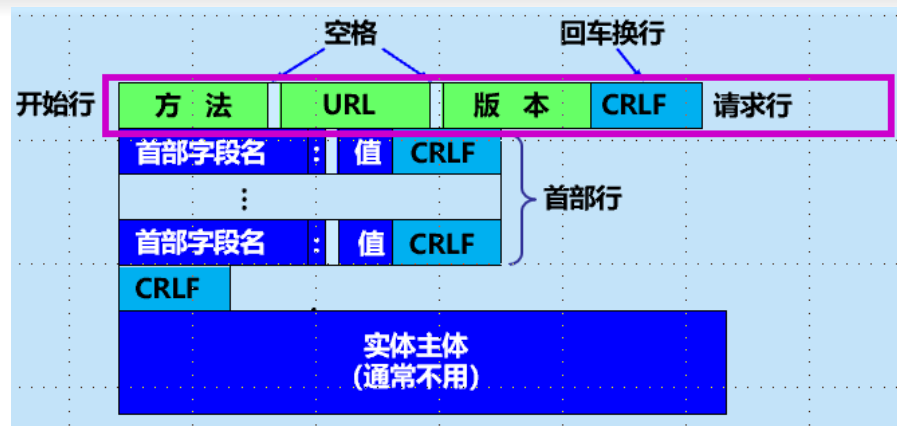 空格 回车换行
开始行 方 法 URL 版 本 CRLF 请求行
首部字段名 : 值 CRLF
⋮ 首部行
首部字段名 : 值 CRLF
CRLF
实体主体
(通常不用)